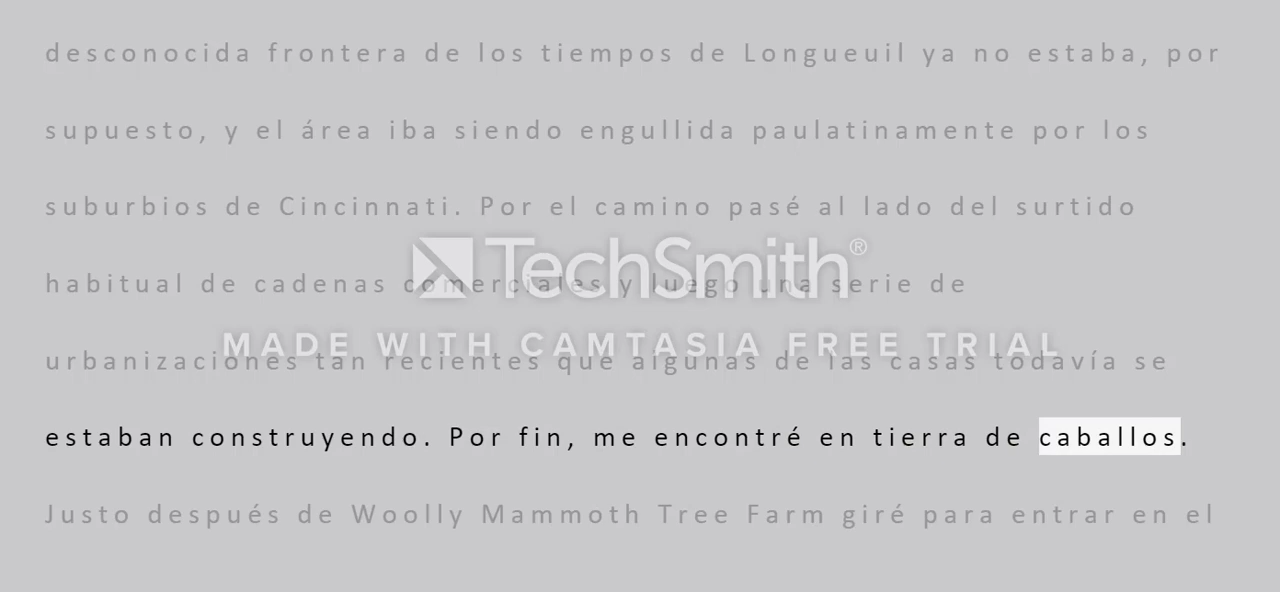 desconocida frontera de los tiempos de Longueuil ya no estaba, por
supuesto, y el área iba siendo engullida paulatinamente por los
suburbios de Cincinnati. Por el camino pasé al lado del surtido
TechSmith®
habitual de cadenas comerciales y luego una serie de
MADE WITH CAMTASIA FREE TRIAL
urbanizaciones tan recientes que algunas de las casas todavía se
estaban construyendo. Por fin, me encontré en tierra de caballos.
Justo después de Woolly Mammoth Tree Farm giré para entrar en el